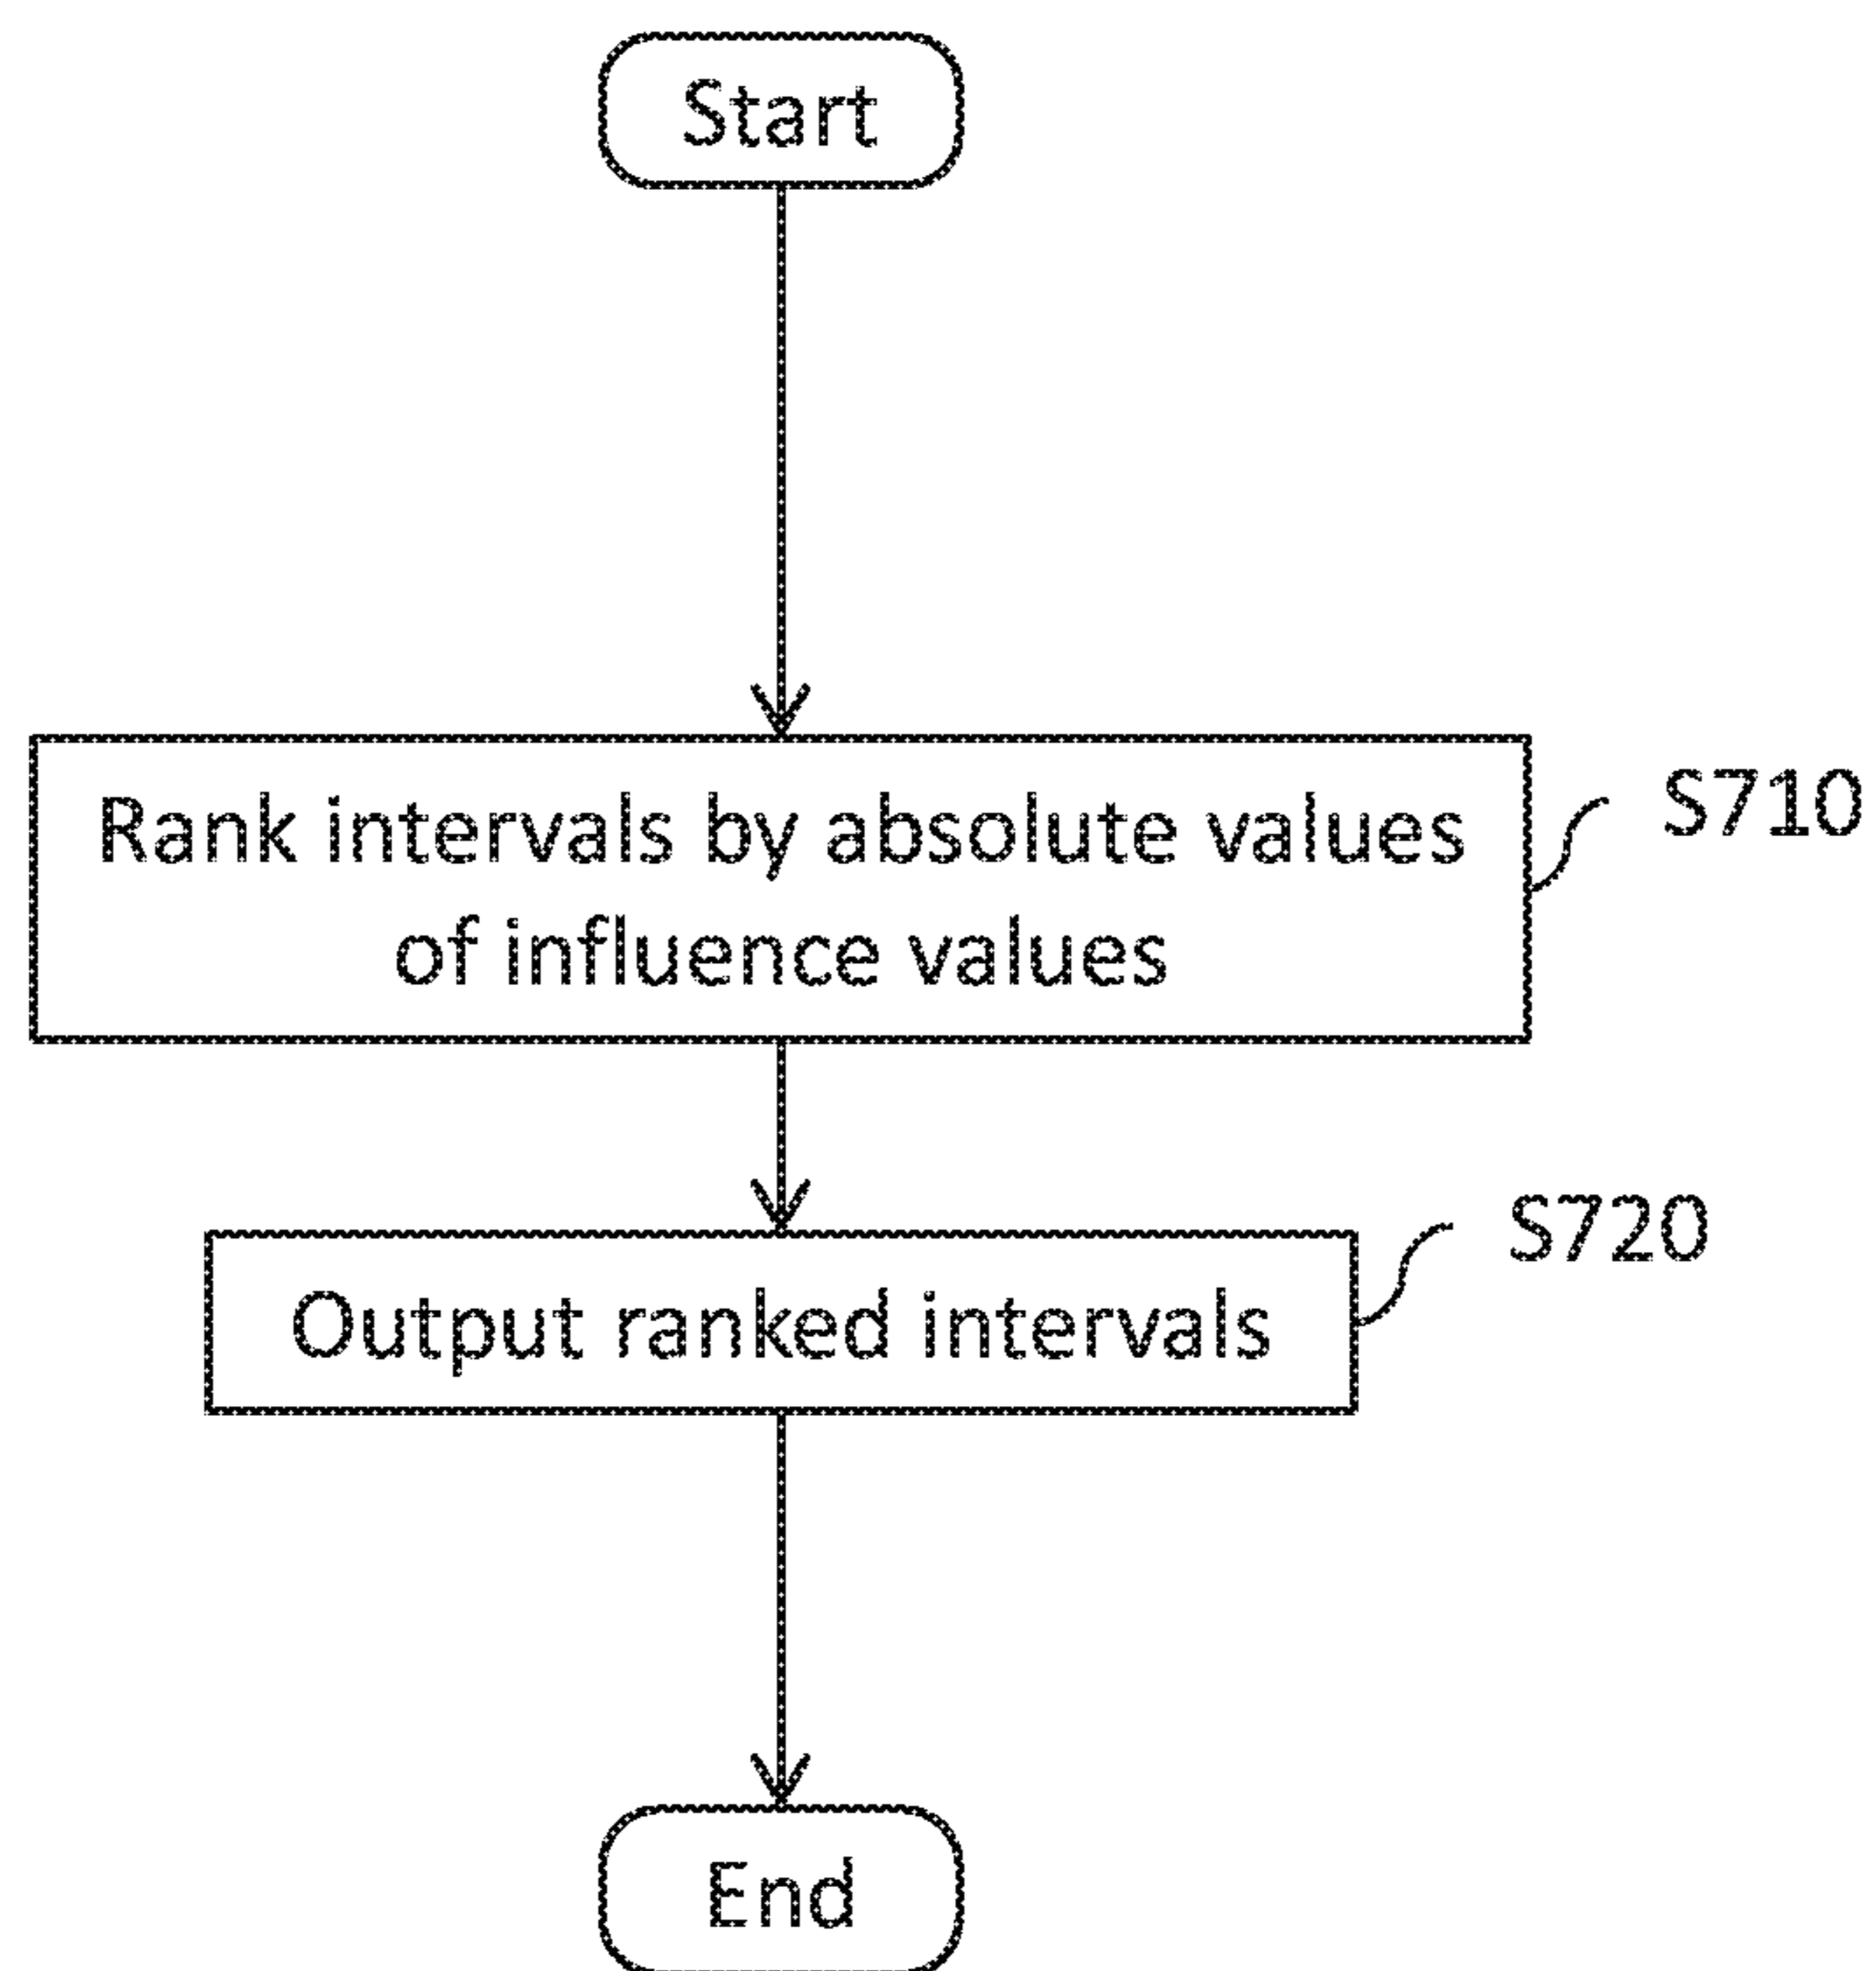 Start
Rank intervals by absolute values
of influence values
S710
Output ranked intervals
S720
End